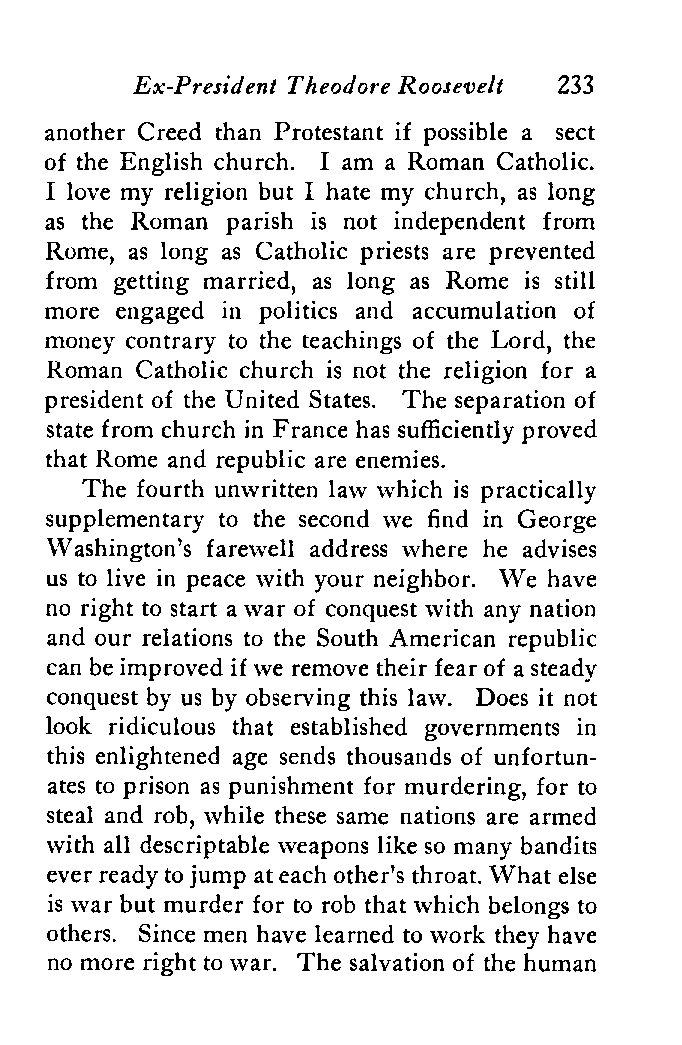 Ex-President Theodore Roosevelt 233
another Creed than Protestant if possible a sect
of the English church. I am a Roman Catholic.
I love my religion but I hate my church, as long
as the Roman parish is not independent from
Rome, as long as Catholic priests are prevented
from getting married, as long as Rome is still
more engaged in politics and accumulation of
money contrary to the teachings of the Lord, the
Roman Catholic church is not the religion for a
president of the United States. The separation of
state from church in France has sufficiently proved
that Rome and republic are enemies.
The fourth unwritten law which is practically
supplementary to the second we find in George
Washington's farewell address where he advises
us to live in peace with your neighbor. We have
no right to start a war of conquest with any nation
and our relations to the South American republic
can be improved if we remove their fear of a steady
conquest by us by observing this law. Does it not
look ridiculous that established governments in
this enlightened age sends thousands of unfortun-
ates to prison as punishment for murdering, for to
steal and rob, while these same nations are armed
with all descriptable weapons like so many bandits
ever ready to jump at each other's throat. What else
is war but murder for to rob that which belongs to
others. Since men have learned to work they have
no more right to war. The salvation of the human